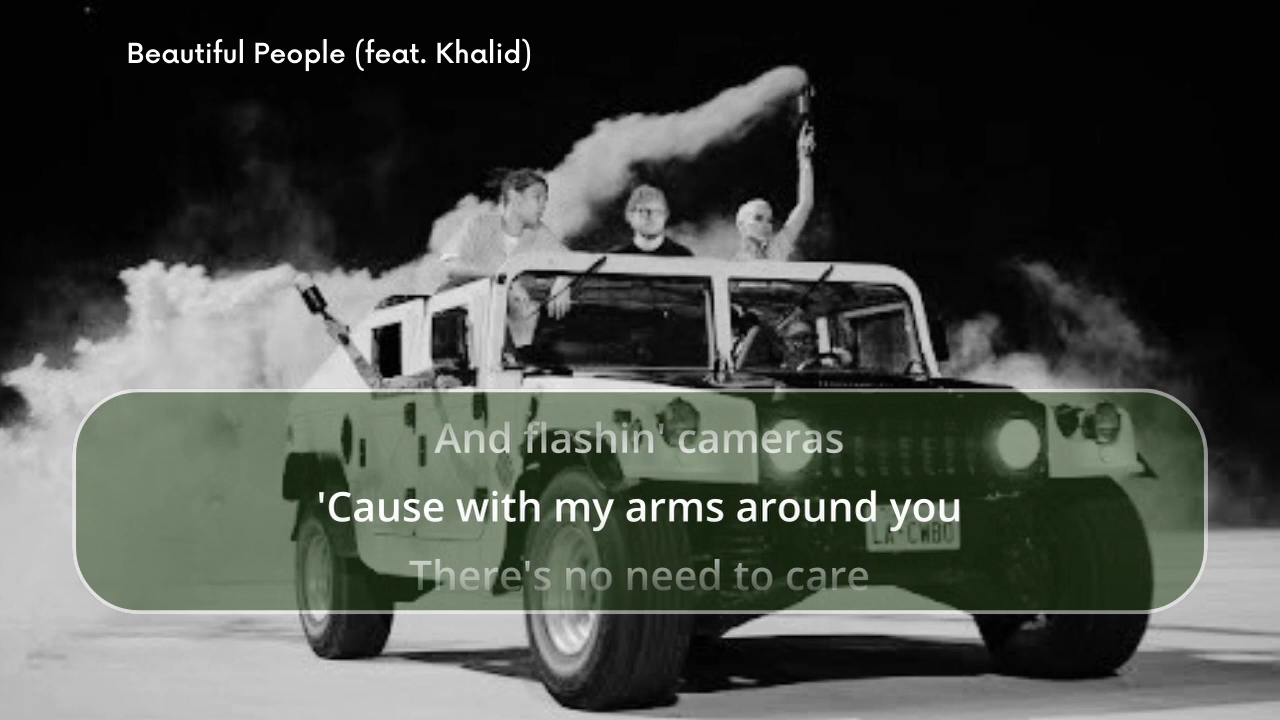 Beautiful People (feat. Khalid)
And flashin' cameras
'Cause with my arms around you
There's no need to care